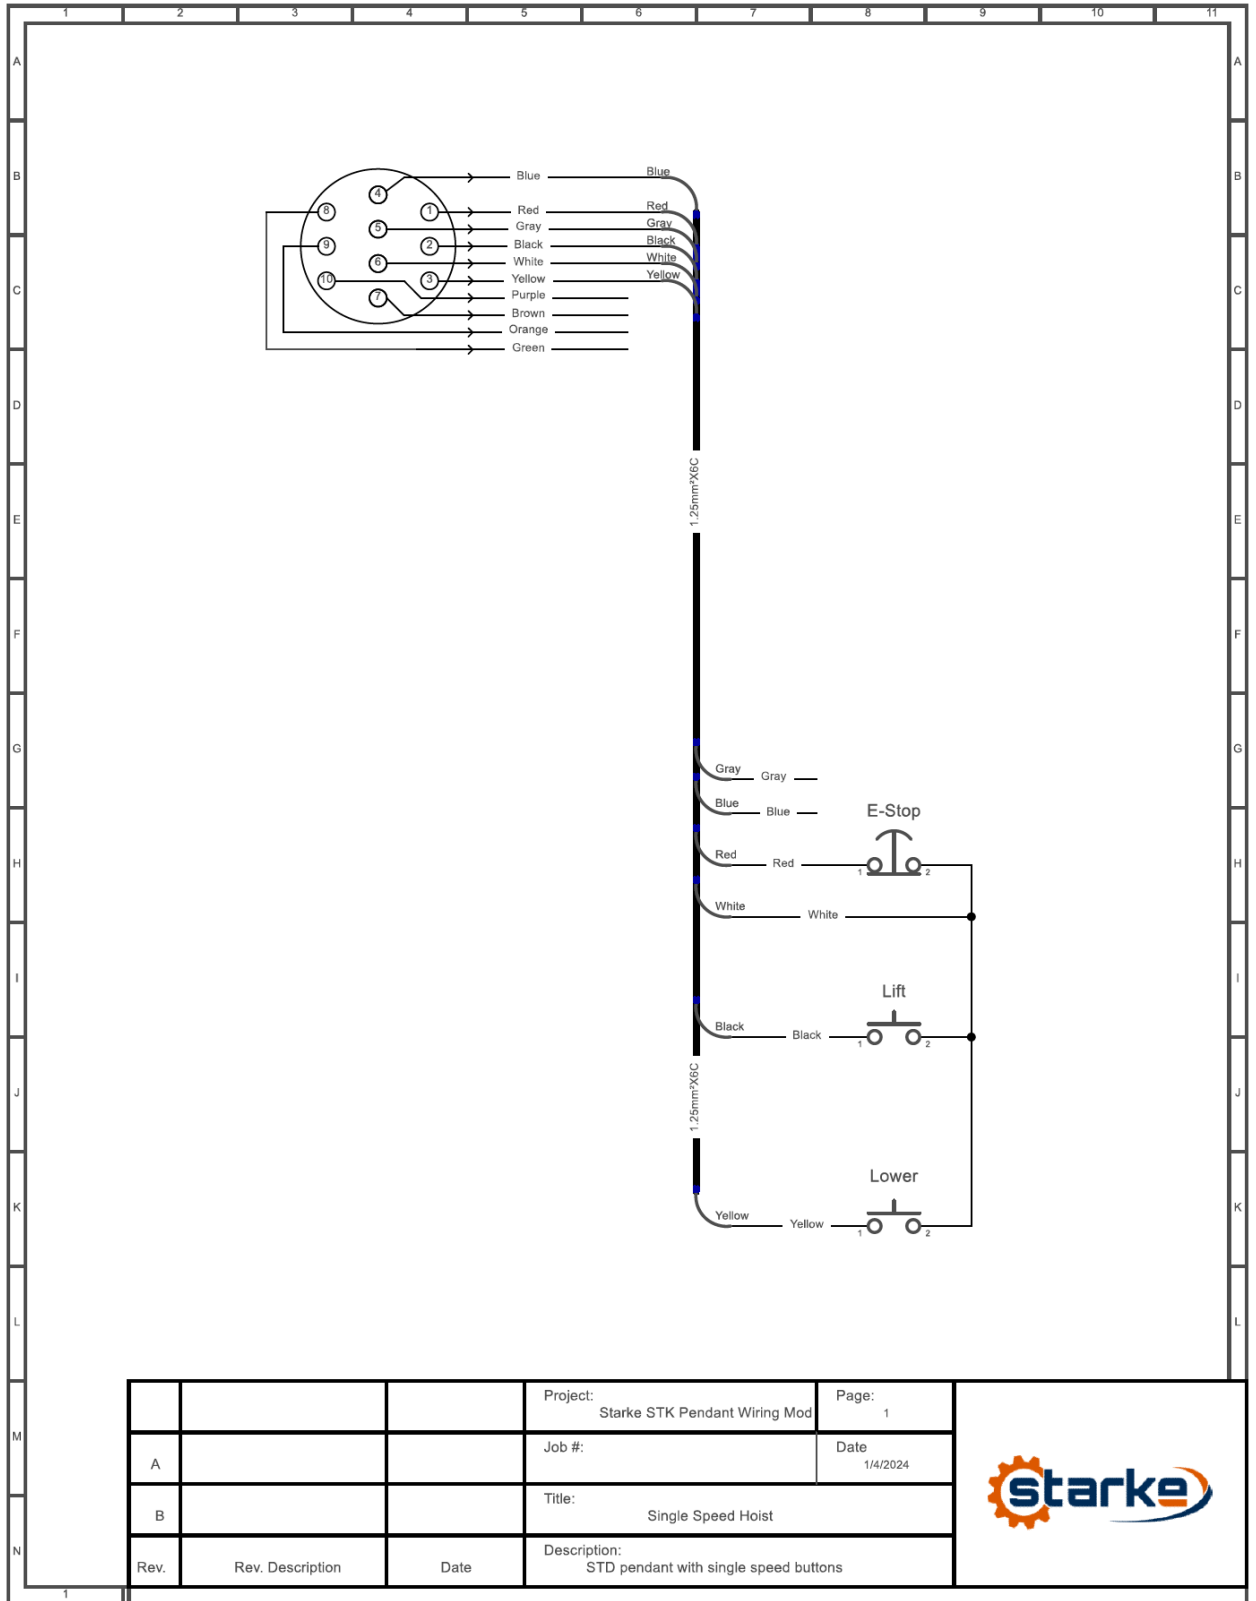 1 2 3 4 5 6 7 8 9 10 11
A A
B B
4 Blue Blue
8 1 Red Red
5 Gray Gray
9 2 Black Black
6 White White
10 3 Yellow Yellow
Purple
C C
7 Brown
Orange
Green
D D
1.25mm²X6C
E E
F F
G G
Gray Gray
Blue Blue
E-Stop
H H
Red Red 1 2
White White
I I
Lift
Black Black 1 2
J J
1.25mm²X6C
Lower
K K
Yellow Yellow 1 2
L L
Project:
Starke STK Pendant Wiring Mod
Page:
1
M
A
Job #:
Date
1/4/2024
starke
B
Title:
Single Speed Hoist
N
Rev. Rev. Description Date
Description:
STD pendant with single speed buttons
1